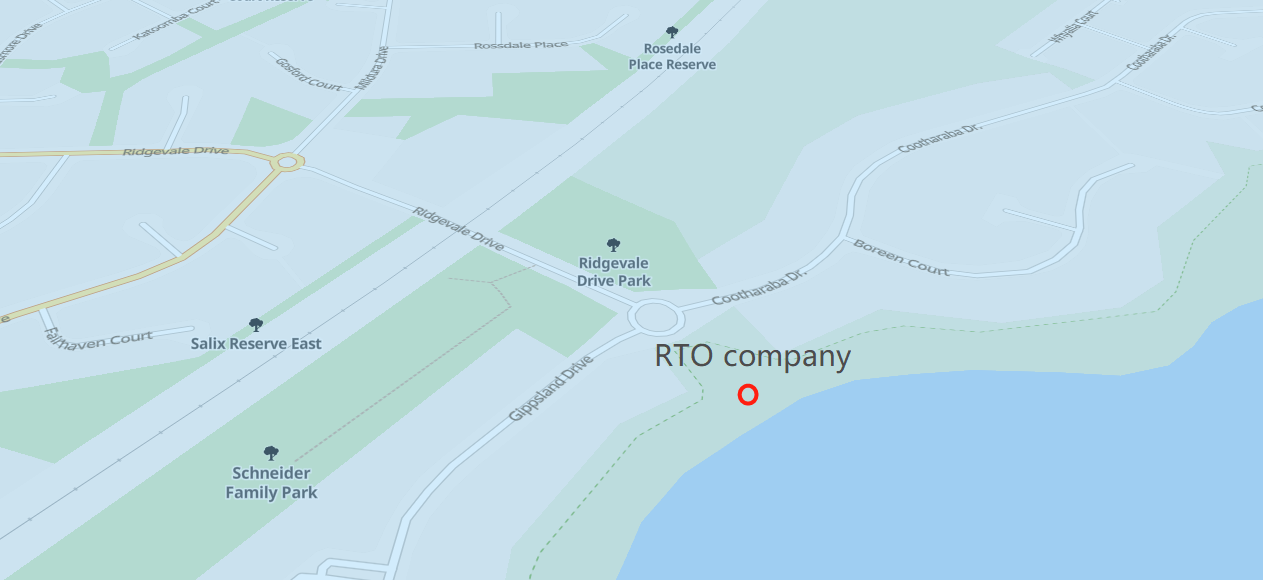 Katoomba Court
Rossdale Place
Rosedale
Place Reserve
Whyalla Court
Cootharaba Dr.
Gosford Court
Mildura Drive
Ridgevale Drive
Cootharaba Dr.
Ridgevale Drive
Boreen Court
Ridgevale
Drive Park
Cootharaba Dr.
Fairhaven Court
Salix Reserve East
RTO company
Gippsland Drive
Schneider
Family Park